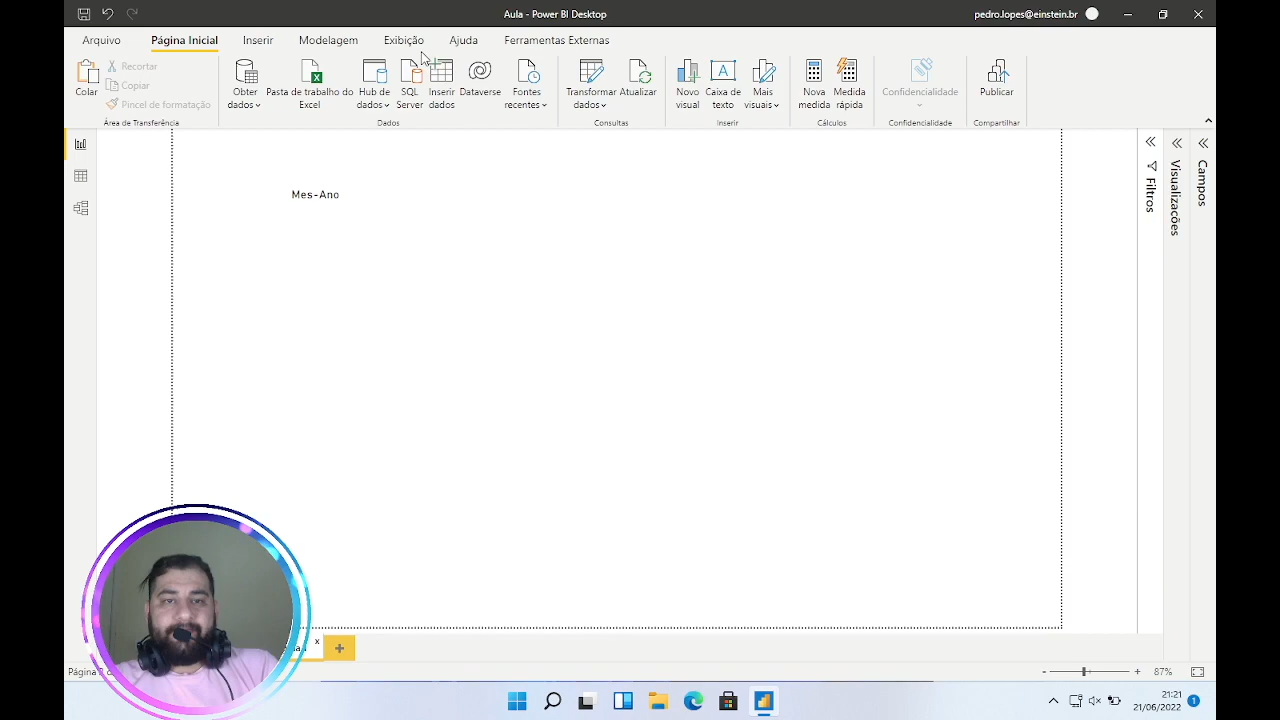 Aula - Power BI Desktop
pedro.lopes@einstein.br
Arquivo
Página Inicial
Inserir
Modelagem
Exibição
Ajuda
Ferramentas Externas
Colar
Recortar
Copiar
Pincel de formatação
Obter dados
Pasta de trabalho do Excel
Hub de dados
SQL Server
Inserir dados
Dataverse
Fontes recentes
Transformar dados
Atualizar
Novo visual
Caixa de texto
Mais visuais
Nova medida
Medida rápida
Confidencialidade
Publicar
Área de Transferência
Dados
Consultas
Inserir
Cálculos
Confidencialidade
Compartilhar
Mes-Ano
Filtros
Visualizações
Campos
Página
87%
21:21
21/06/2022
1